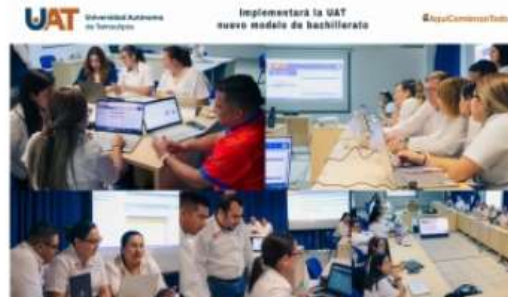 UAT
Universidad Autónoma
de Tamaulipas
Implementará la UAT
nuevo modelo de bachillerato
#AquíComienzaTodo